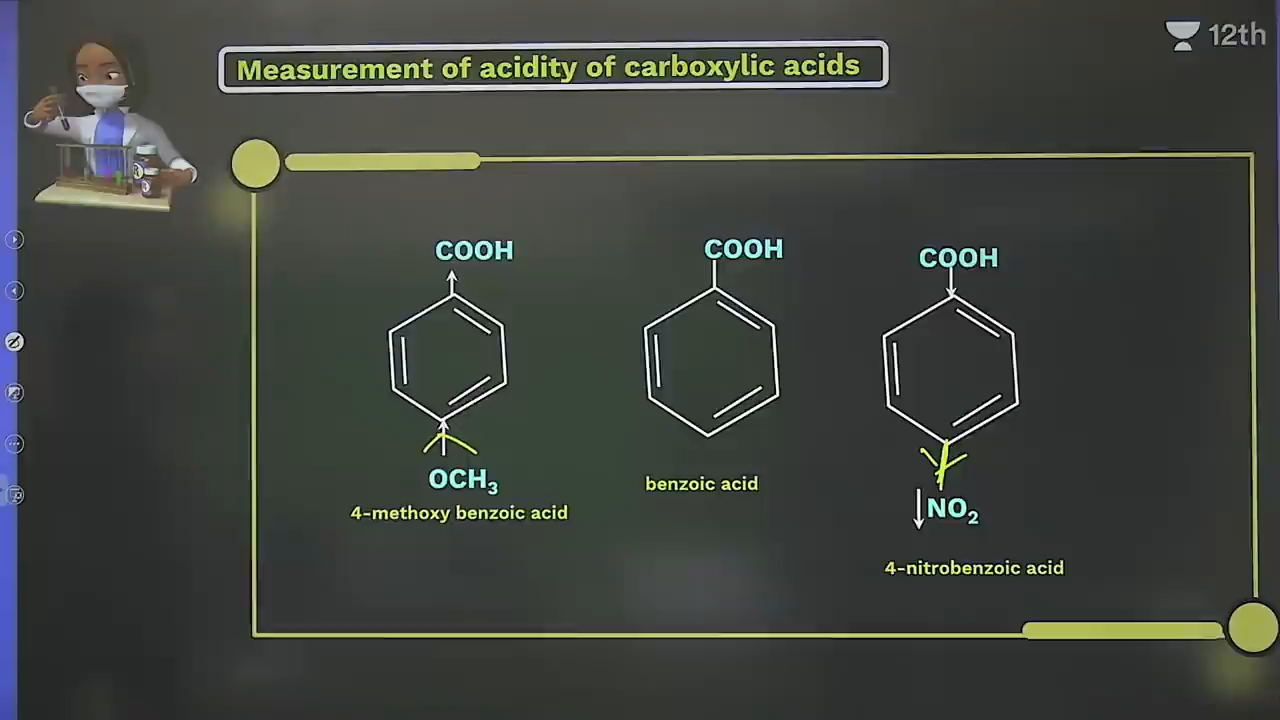 12th
Measurement of acidity of carboxylic acids
COOH
COOH
COOH
OCH₃
4-methoxy benzoic acid
benzoic acid
NO₂
4-nitrobenzoic acid